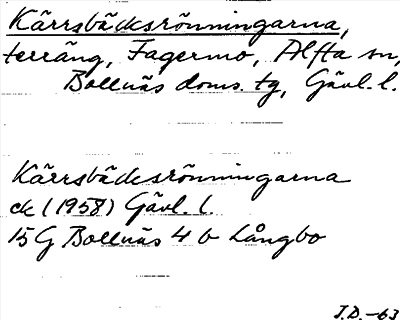 Kärrsbäcksrönningarna,
terräng, Fagermo, Alfta sn,
Bollnäs doms. tg, Gävl. l.
Kärrsbäcksrönningarna
ek (1958) Gävl. l.
15 G Bollnäs 4 b Långbo
I.D.-63